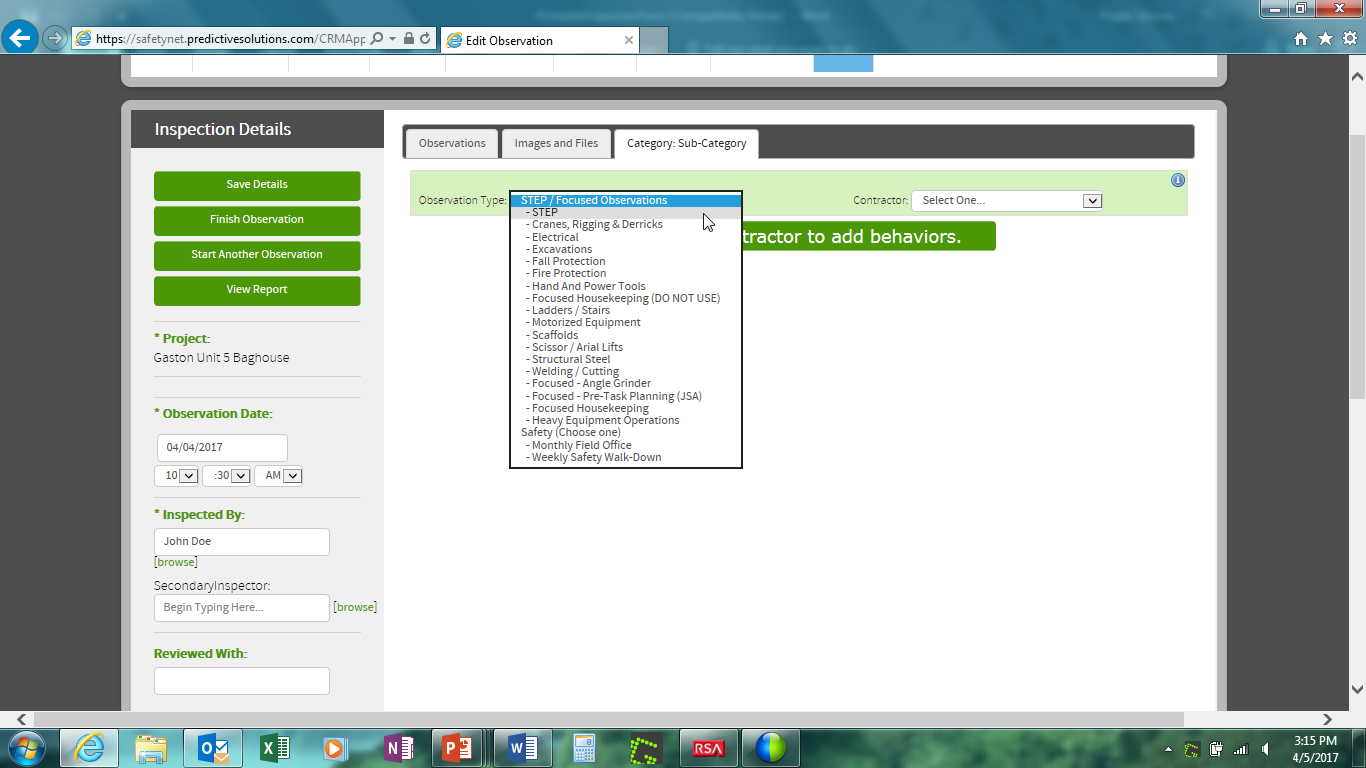 https://safetynet.predictivesolutions.com/CRMApp
Edit Observation
Inspection Details
Save Details
Finish Observation
Start Another Observation
View Report
* Project:
Gaston Unit 5 Baghouse
* Observation Date:
04/04/2017
10 :30 AM
* Inspected By:
John Doe
[browse]
SecondaryInspector:
Begin Typing Here... [browse]
Reviewed With:
Observations Images and Files Category: Sub-Category
Observation Type:
STEP / Focused Observations
- STEP
- Cranes, Rigging & Derricks
- Electrical
- Excavations
- Fall Protection
- Fire Protection
- Hand And Power Tools
- Focused Housekeeping (DO NOT USE)
- Ladders / Stairs
- Motorized Equipment
- Scaffolds
- Scissor / Arial Lifts
- Structural Steel
- Welding / Cutting
- Focused - Angle Grinder
- Focused - Pre-Task Planning (JSA)
- Focused Housekeeping
- Heavy Equipment Operations
Safety (Choose one)
- Monthly Field Office
- Weekly Safety Walk-Down
Contractor: Select One...
tractor to add behaviors.
RSA
3:15 PM
4/5/2017